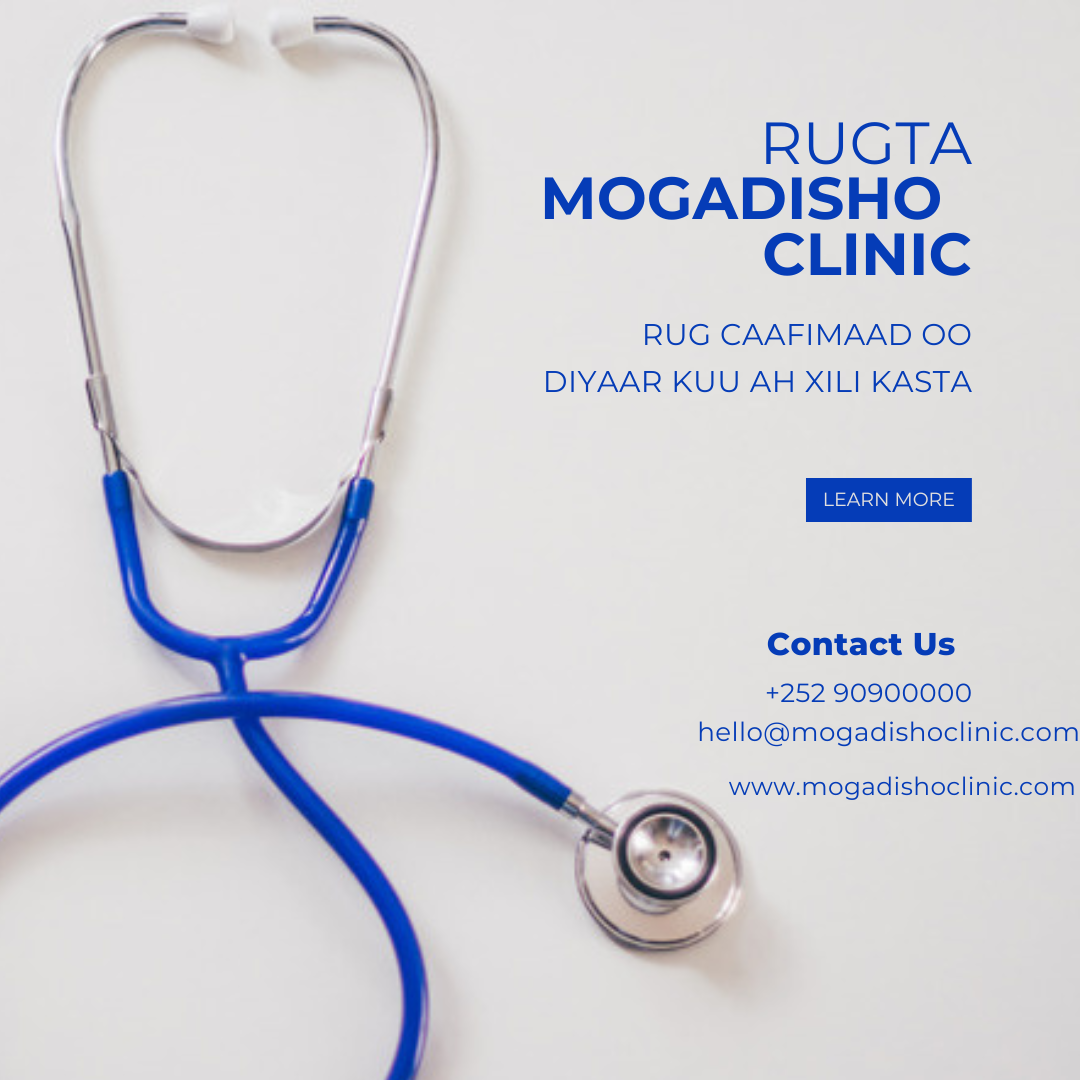 RUGTA
MOGADISHO
CLINIC
RUG CAAFIMAAD OO
DIYAAR KUU AH XILI KASTA
LEARN MORE
Contact Us
+252 90900000
hello@mogadishoclinic.com
www.mogadishoclinic.com